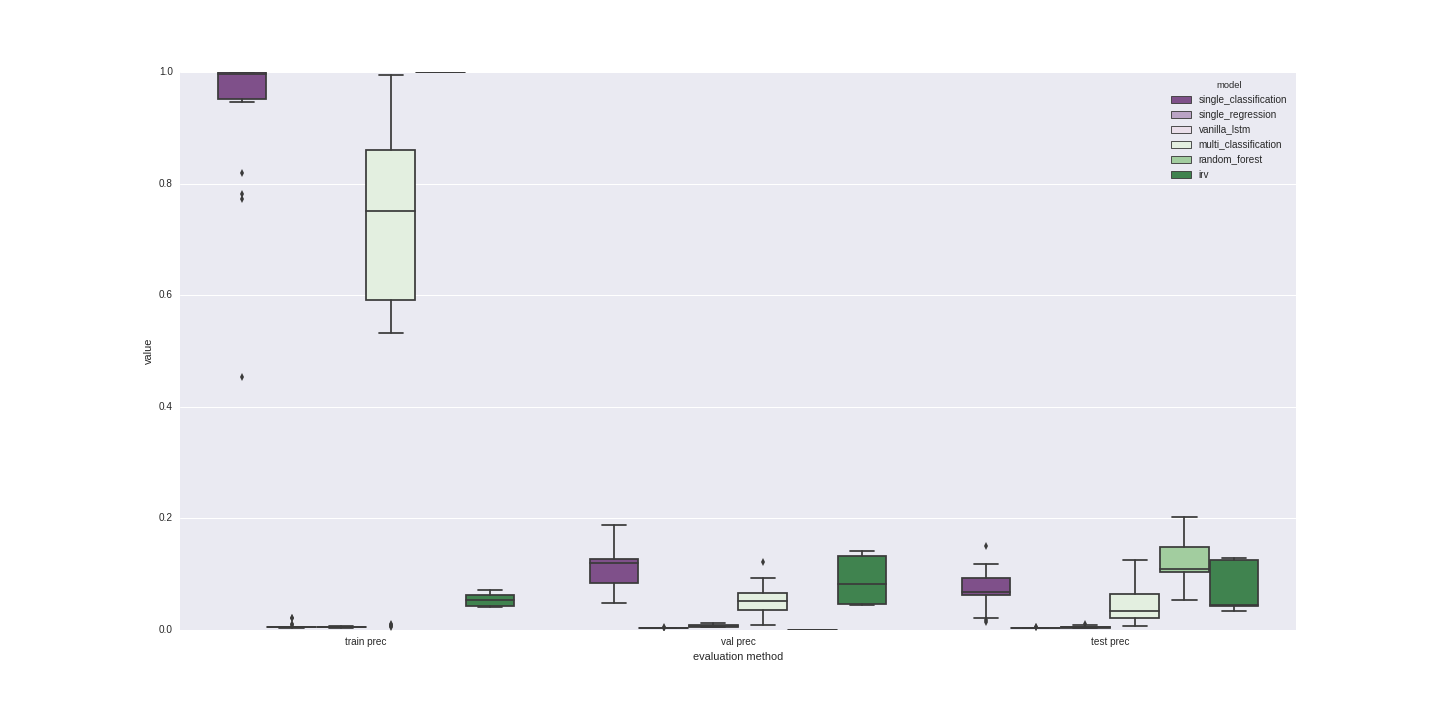 1.0
0.8
0.6
0.4
0.2
0.0
value
model
single_classification
single_regression
vanilla_lstm
multi_classification
random_forest
irv
train prec
val prec
test prec
evaluation method